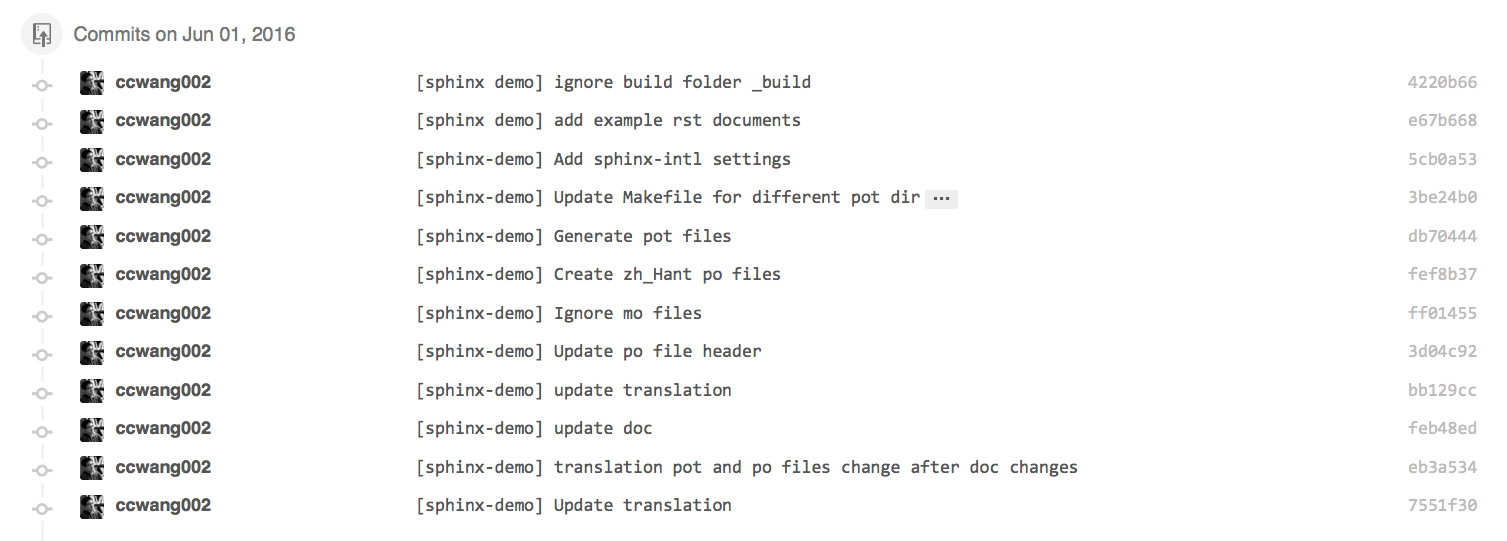 Commits on Jun 01, 2016
ccwang002 [sphinx demo] ignore build folder _build 4220b66
ccwang002 [sphinx demo] add example rst documents e67b668
ccwang002 [sphinx-demo] Add sphinx-intl settings 5cb0a53
ccwang002 [sphinx-demo] Update Makefile for different pot dir … 3be24b0
ccwang002 [sphinx-demo] Generate pot files db70444
ccwang002 [sphinx-demo] Create zh_Hant po files fef8b37
ccwang002 [sphinx-demo] Ignore mo files ff01455
ccwang002 [sphinx-demo] Update po file header 3d04c92
ccwang002 [sphinx-demo] update translation bb129cc
ccwang002 [sphinx-demo] update doc feb48ed
ccwang002 [sphinx-demo] translation pot and po files change after doc changes eb3a534
ccwang002 [sphinx-demo] Update translation 7551f30